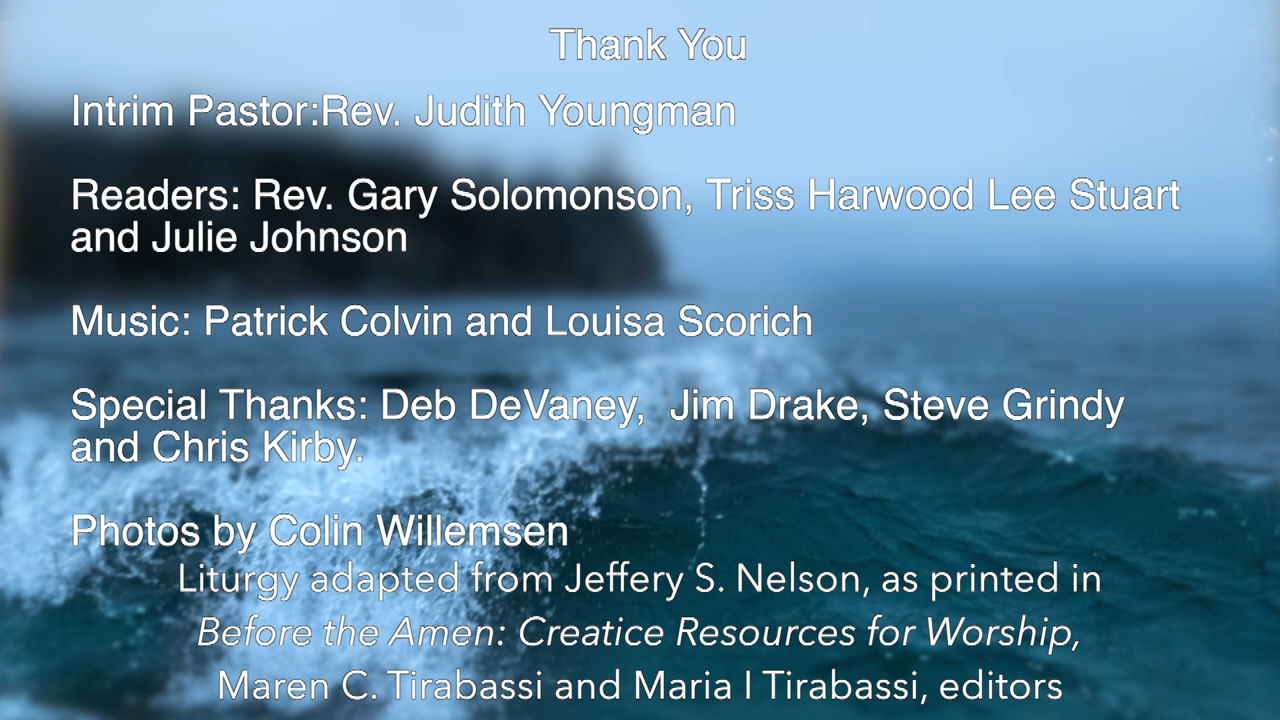 Thank You
Intrim Pastor:Rev. Judith Youngman
Readers: Rev. Gary Solomonson, Triss Harwood Lee Stuart
and Julie Johnson
Music: Patrick Colvin and Louisa Scorich
Special Thanks: Deb DeVaney,  Jim Drake, Steve Grindy
and Chris Kirby.
Photos by Colin Willemsen
Liturgy adapted from Jeffery S. Nelson, as printed in
Before the Amen: Creatice Resources for Worship,
Maren C. Tirabassi and Maria I Tirabassi, editors